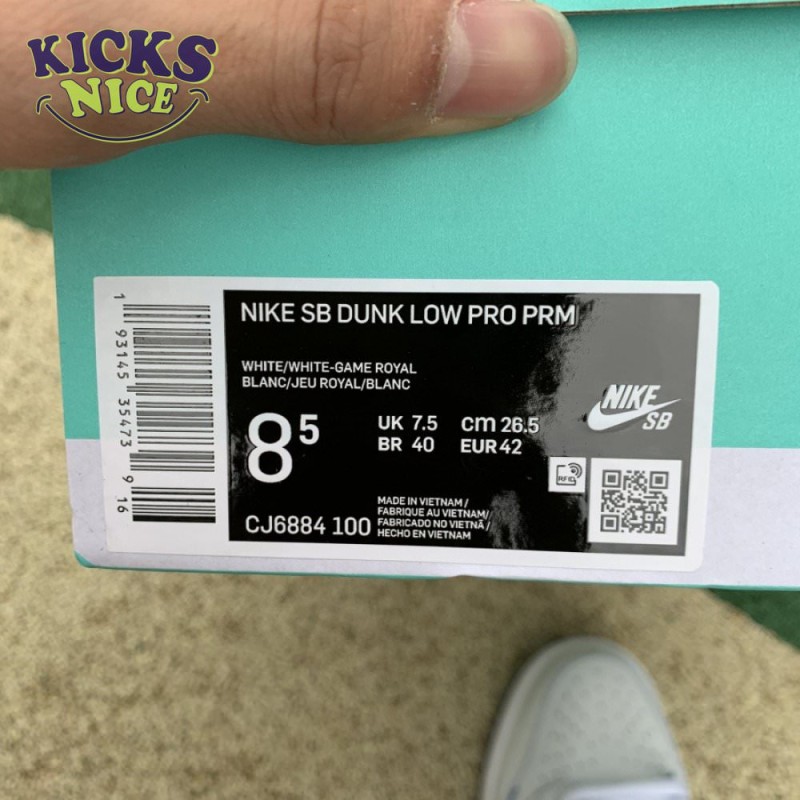 KICKS
NICE
NIKE SB DUNK LOW PRO PRM
WHITE/WHITE-GAME ROYAL
BLANC/JEU ROYAL/BLANC
8⁵
UK 7.5 cm 26.5
BR 40 EUR 42
NIKE
SB
RFID
MADE IN VIETNAM /
FABRIQUE AU VIETNAM/
FABRICADO NO VIETNÃ /
HECHO EN VIETNAM
CJ6884 100
1 93145 35473 9 16